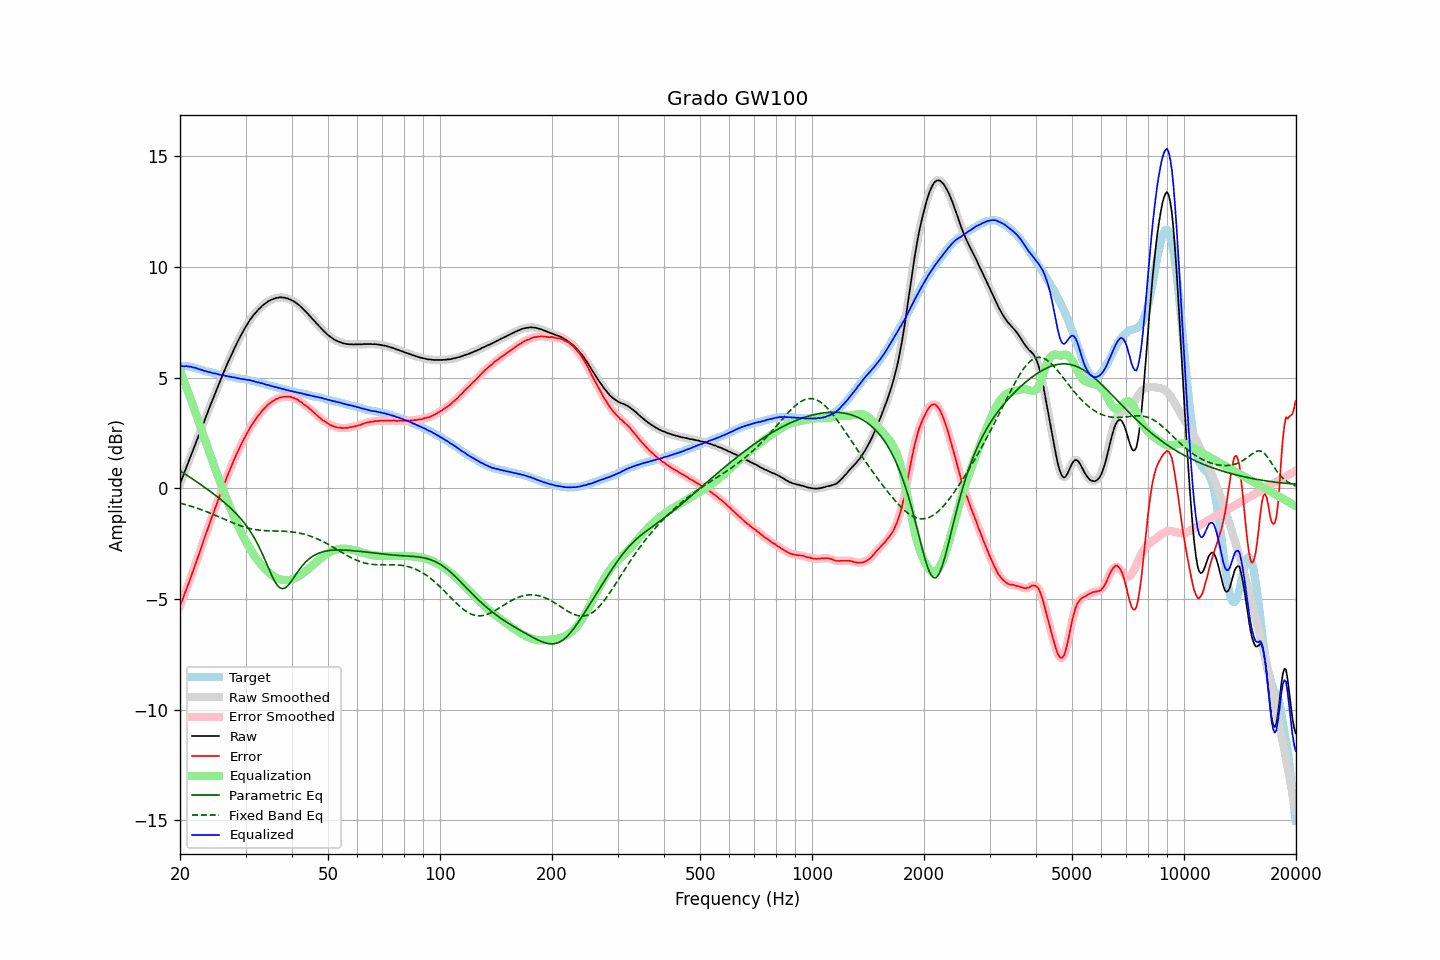 Grado GW100
Amplitude (dBr)
15
10
5
0
−5
−10
−15
Target
Raw Smoothed
Error Smoothed
Raw
Error
Equalization
Parametric Eq
Fixed Band Eq
Equalized
20
50
100
200
500
1000
2000
5000
10000
20000
Frequency (Hz)